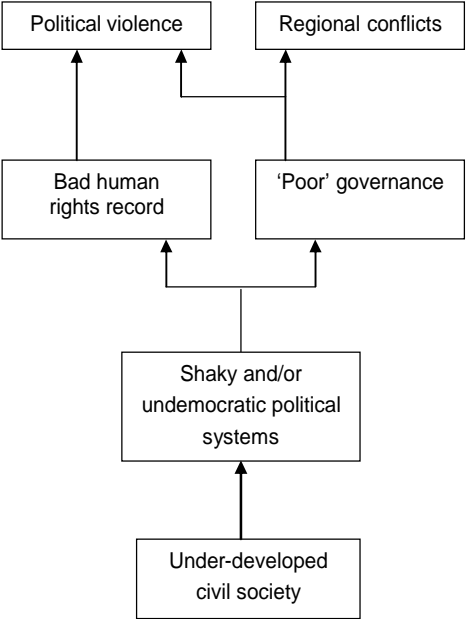 Political violence
Regional conflicts
Bad human
rights record
‘Poor’ governance
Shaky and/or
undemocratic political
systems
Under-developed
civil society